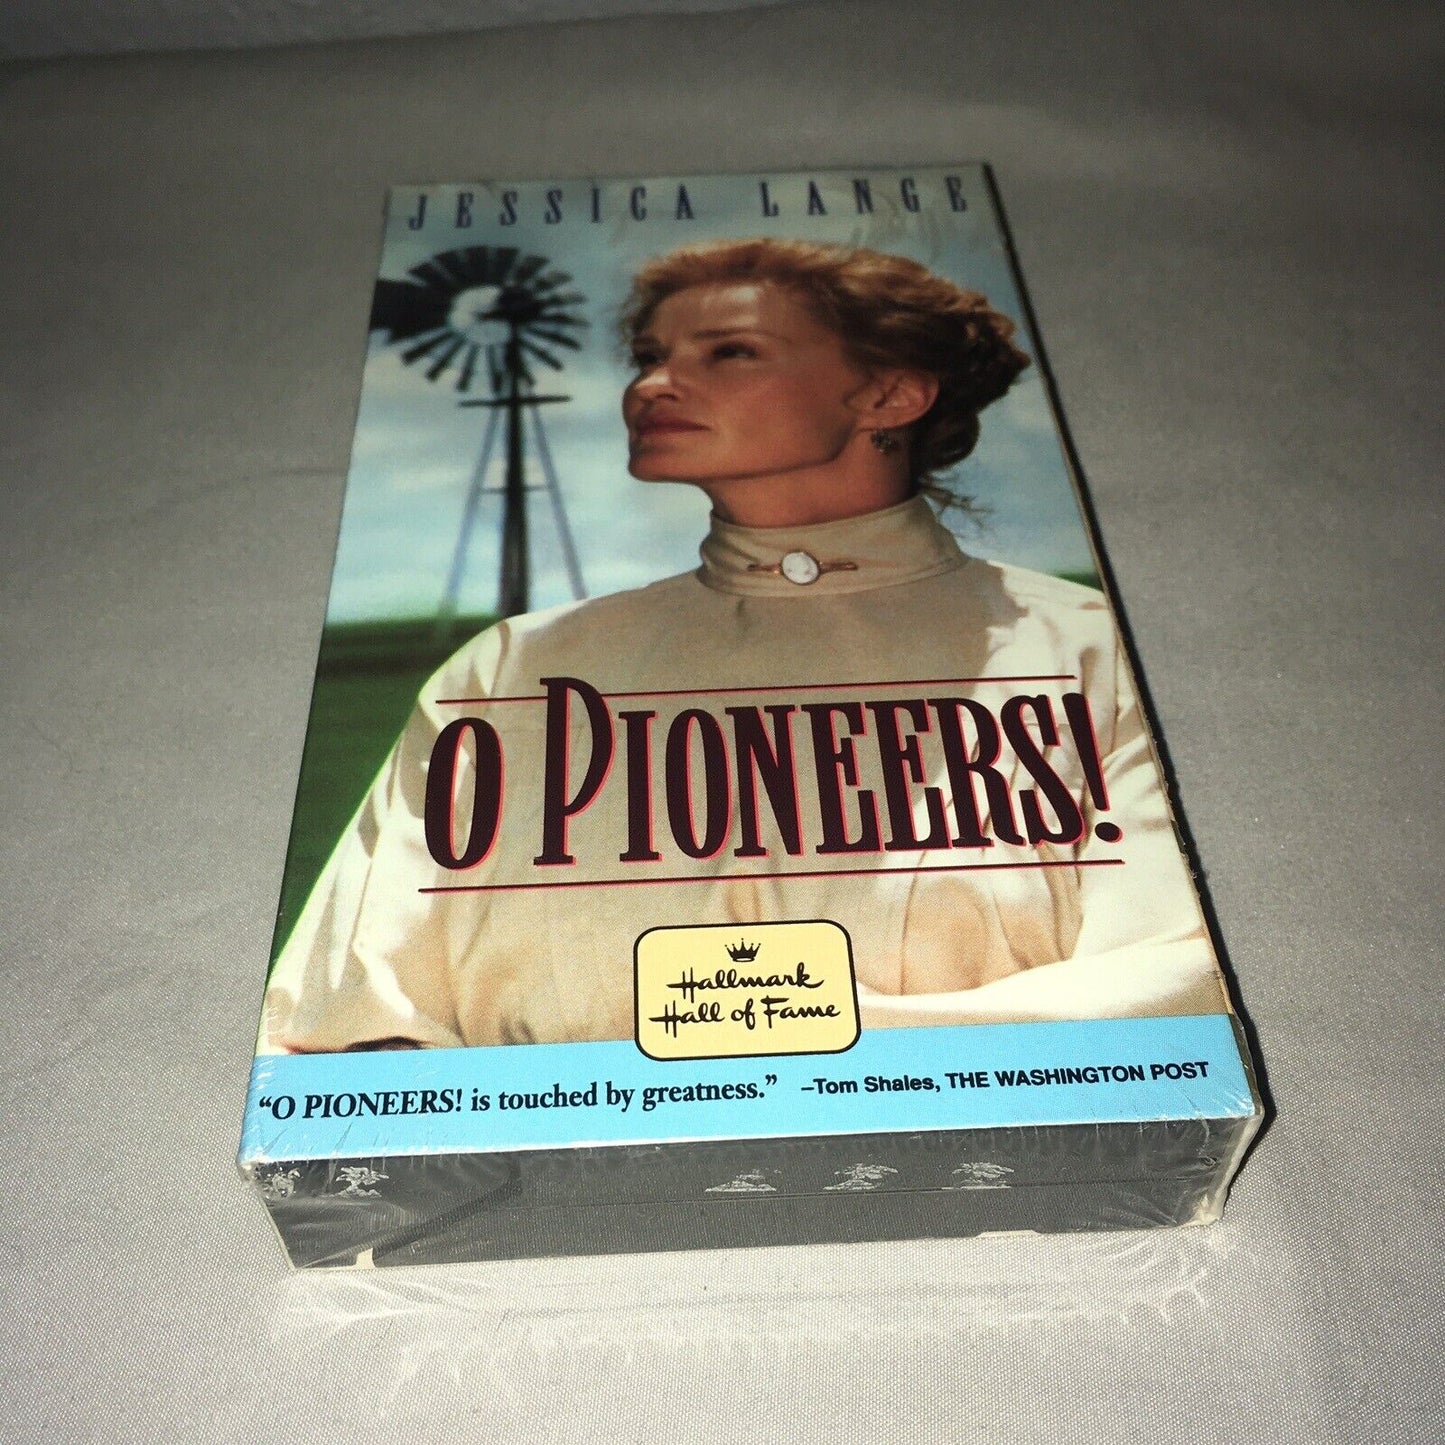 JESSICA LANGE
O PIONEERS!
Hallmark
Hall of Fame
“O PIONEERS! is touched by greatness.” –Tom Shales, THE WASHINGTON POST